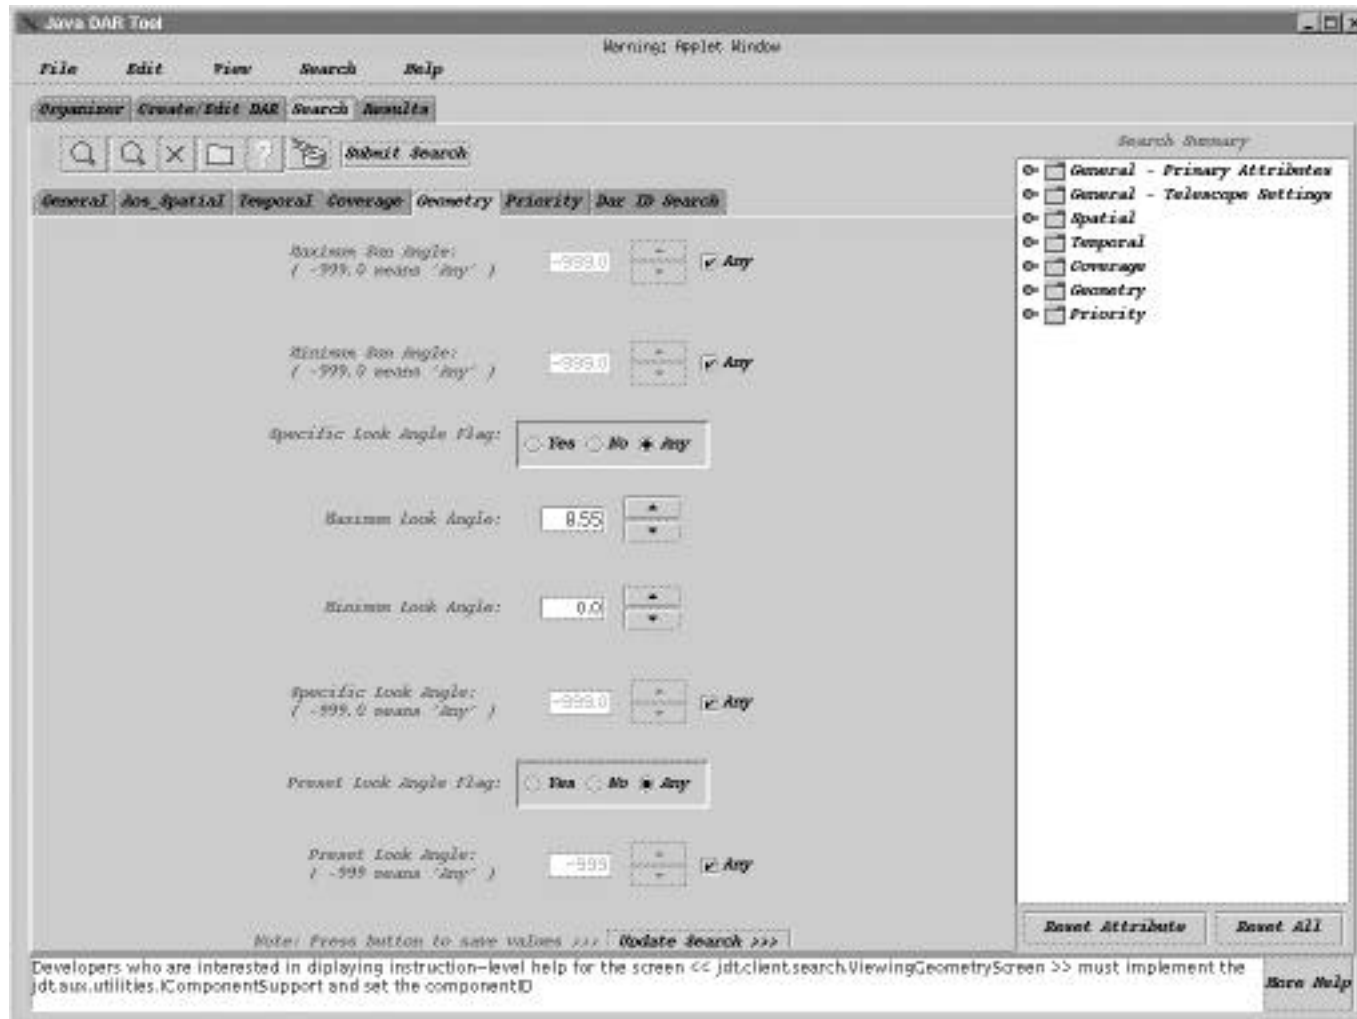 Java DAR Tool
Warning: Applet Window
File Edit View Search Help
Organizer Create/Edit DAR Search Results
Submit Search
Search Summary
General Aos_Spatial Temporal Coverage Geometry Priority Dar ID Search
General - Primary Attributes
General - Telescope Settings
Spatial
Temporal
Coverage
Geometry
Priority
Maximum Sun Angle:
( -999.0 means 'Any' )
-999.0
Any
Minimum Sun Angle:
( -999.0 means 'Any' )
-999.0
Any
Specific Look Angle Flag:
Yes No Any
Maximum Look Angle:
8.55
Minimum Look Angle:
0.0
Specific Look Angle:
( -999.0 means 'Any' )
-999.0
Any
Preset Look Angle Flag:
Yes No Any
Preset Look Angle:
( -999 means 'Any' )
-999
Any
Note: Press button to save values >>> Update Search >>>
Reset Attribute Reset All
Developers who are interested in diplaying instruction-level help for the screen << jdt.client.search.ViewingGeometryScreen >> must implement the
jdt.aux.utilities.IComponentSupport and set the componentID
More Help